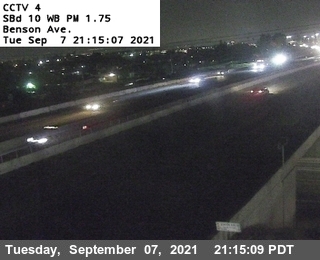 CCTV 4
SBd 10 WB PM 1.75
Benson Ave.
Tue Sep 7 21:15:07 2021
Tuesday, September 07, 2021 21:15:09 PDT